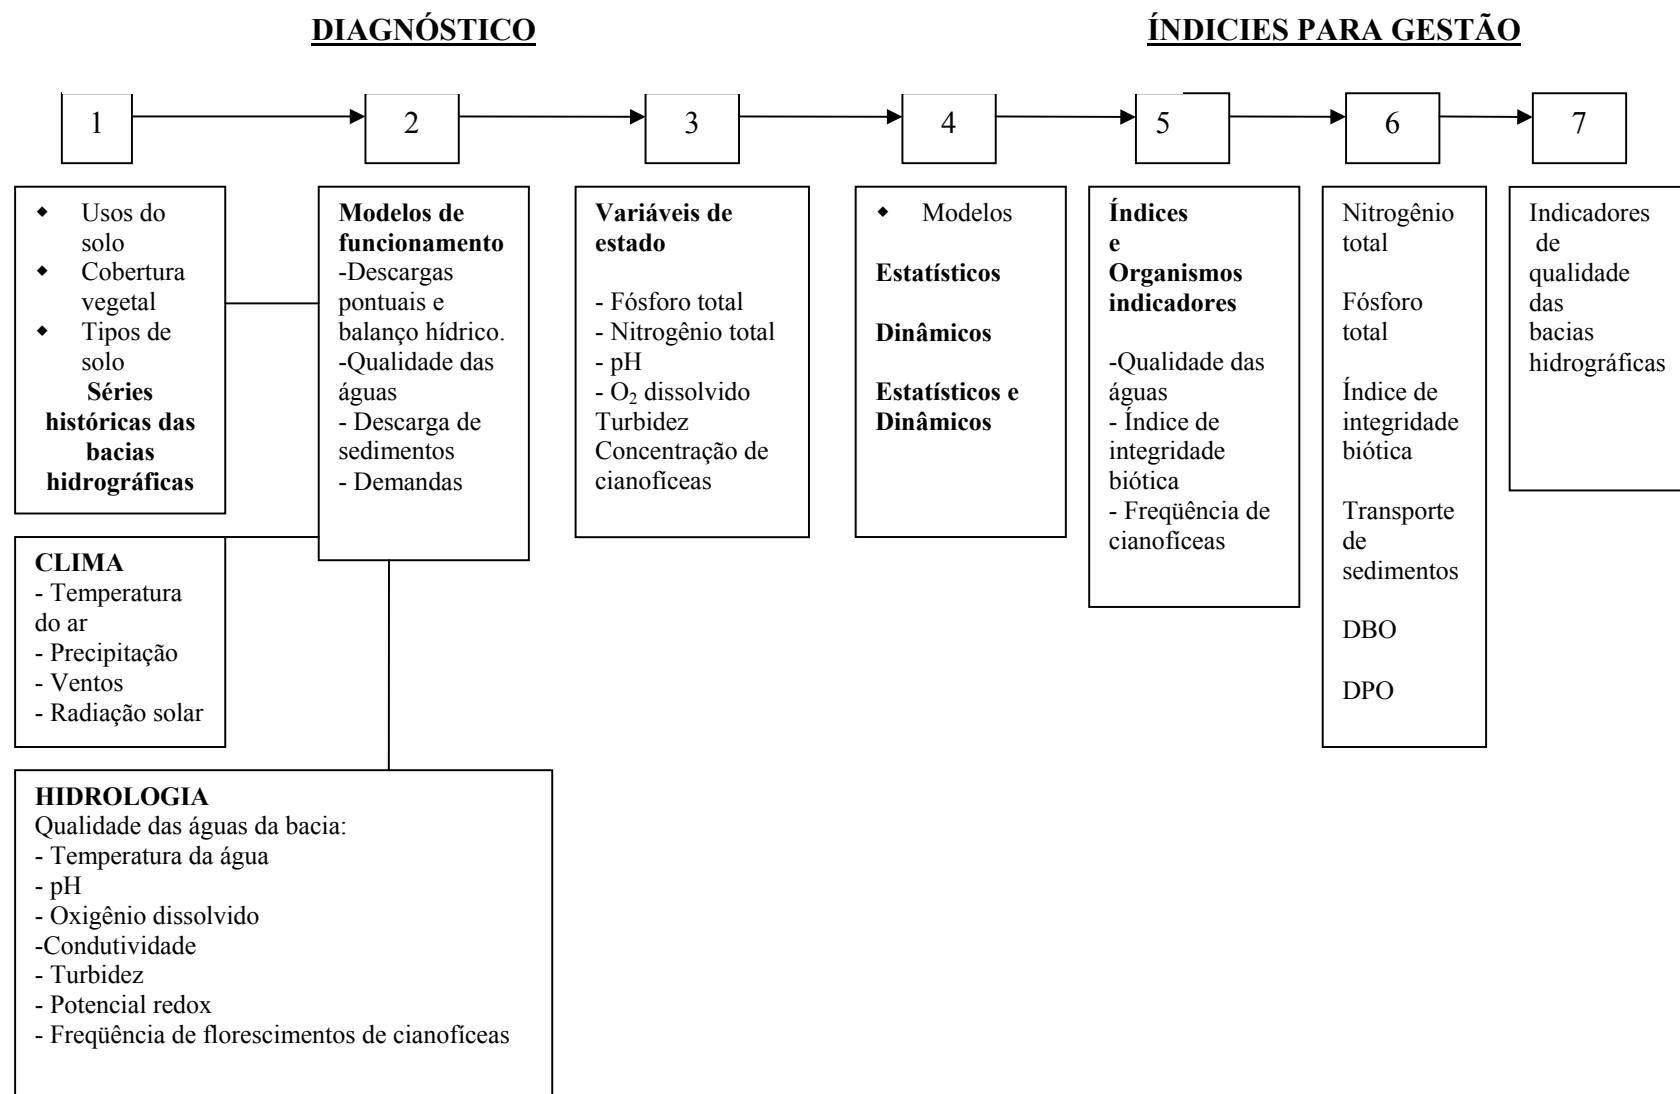 DIAGNÓSTICO
ÍNDICIES PARA GESTÃO
1
2
3
4
5
6
7
◆ Usos do
solo
◆ Cobertura
vegetal
◆ Tipos de
solo
Séries
históricas das
bacias
hidrográficas
CLIMA
- Temperatura
do ar
- Precipitação
- Ventos
- Radiação solar
HIDROLOGIA
Qualidade das águas da bacia:
- Temperatura da água
- pH
- Oxigênio dissolvido
-Condutividade
- Turbidez
- Potencial redox
- Freqüência de florescimentos de cianofíceas
Modelos de
funcionamento
-Descargas
pontuais e
balanço hídrico.
-Qualidade das
águas
- Descarga de
sedimentos
- Demandas
Variáveis de
estado
- Fósforo total
- Nitrogênio total
- pH
- O₂ dissolvido
Turbidez
Concentração de
cianofíceas
◆ Modelos
Estatísticos
Dinâmicos
Estatísticos e
Dinâmicos
Índices
e
Organismos
indicadores
-Qualidade das
águas
- Índice de
integridade
biótica
- Freqüência de
cianofíceas
Nitrogênio
total
Fósforo
total
Índice de
integridade
biótica
Transporte
de
sedimentos
DBO
DPO
Indicadores
de
qualidade
das
bacias
hidrográficas